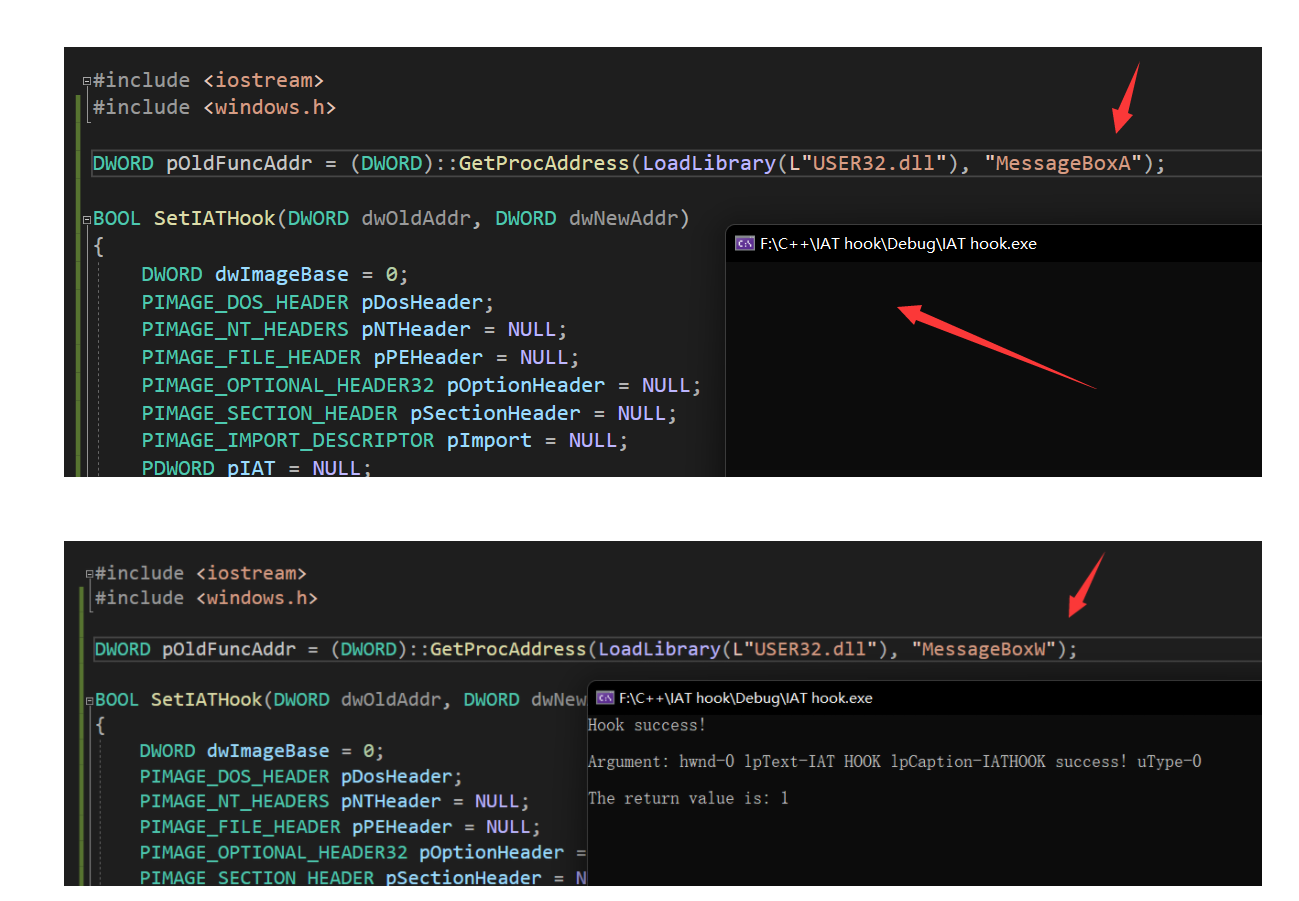 #include <iostream>
#include <windows.h>
DWORD pOldFuncAddr = (DWORD)::GetProcAddress(LoadLibrary(L"USER32.dll"), "MessageBoxA");
BOOL SetIATHook(DWORD dwOldAddr, DWORD dwNewAddr)
{
F:\C++\IAT hook\Debug\IAT hook.exe
DWORD dwImageBase = 0;
PIMAGE_DOS_HEADER pDosHeader;
PIMAGE_NT_HEADERS pNTHeader = NULL;
PIMAGE_FILE_HEADER pPEHeader = NULL;
PIMAGE_OPTIONAL_HEADER32 pOptionHeader = NULL;
PIMAGE_SECTION_HEADER pSectionHeader = NULL;
PIMAGE_IMPORT_DESCRIPTOR pImport = NULL;
PDWORD pIAT = NULL;
#include <iostream>
#include <windows.h>
DWORD pOldFuncAddr = (DWORD)::GetProcAddress(LoadLibrary(L"USER32.dll"), "MessageBoxW");
BOOL SetIATHook(DWORD dwOldAddr, DWORD dwNew
{
DWORD dwImageBase = 0;
PIMAGE_DOS_HEADER pDosHeader;
PIMAGE_NT_HEADERS pNTHeader = NULL;
PIMAGE_FILE_HEADER pPEHeader = NULL;
PIMAGE_OPTIONAL_HEADER32 pOptionHeader =
PIMAGE_SECTION_HEADER pSectionHeader = N
F:\C++\IAT hook\Debug\IAT hook.exe
Hook success!
Argument: hwnd-0 lpText-IAT HOOK lpCaption-IATHOOK success! uType-0
The return value is: 1